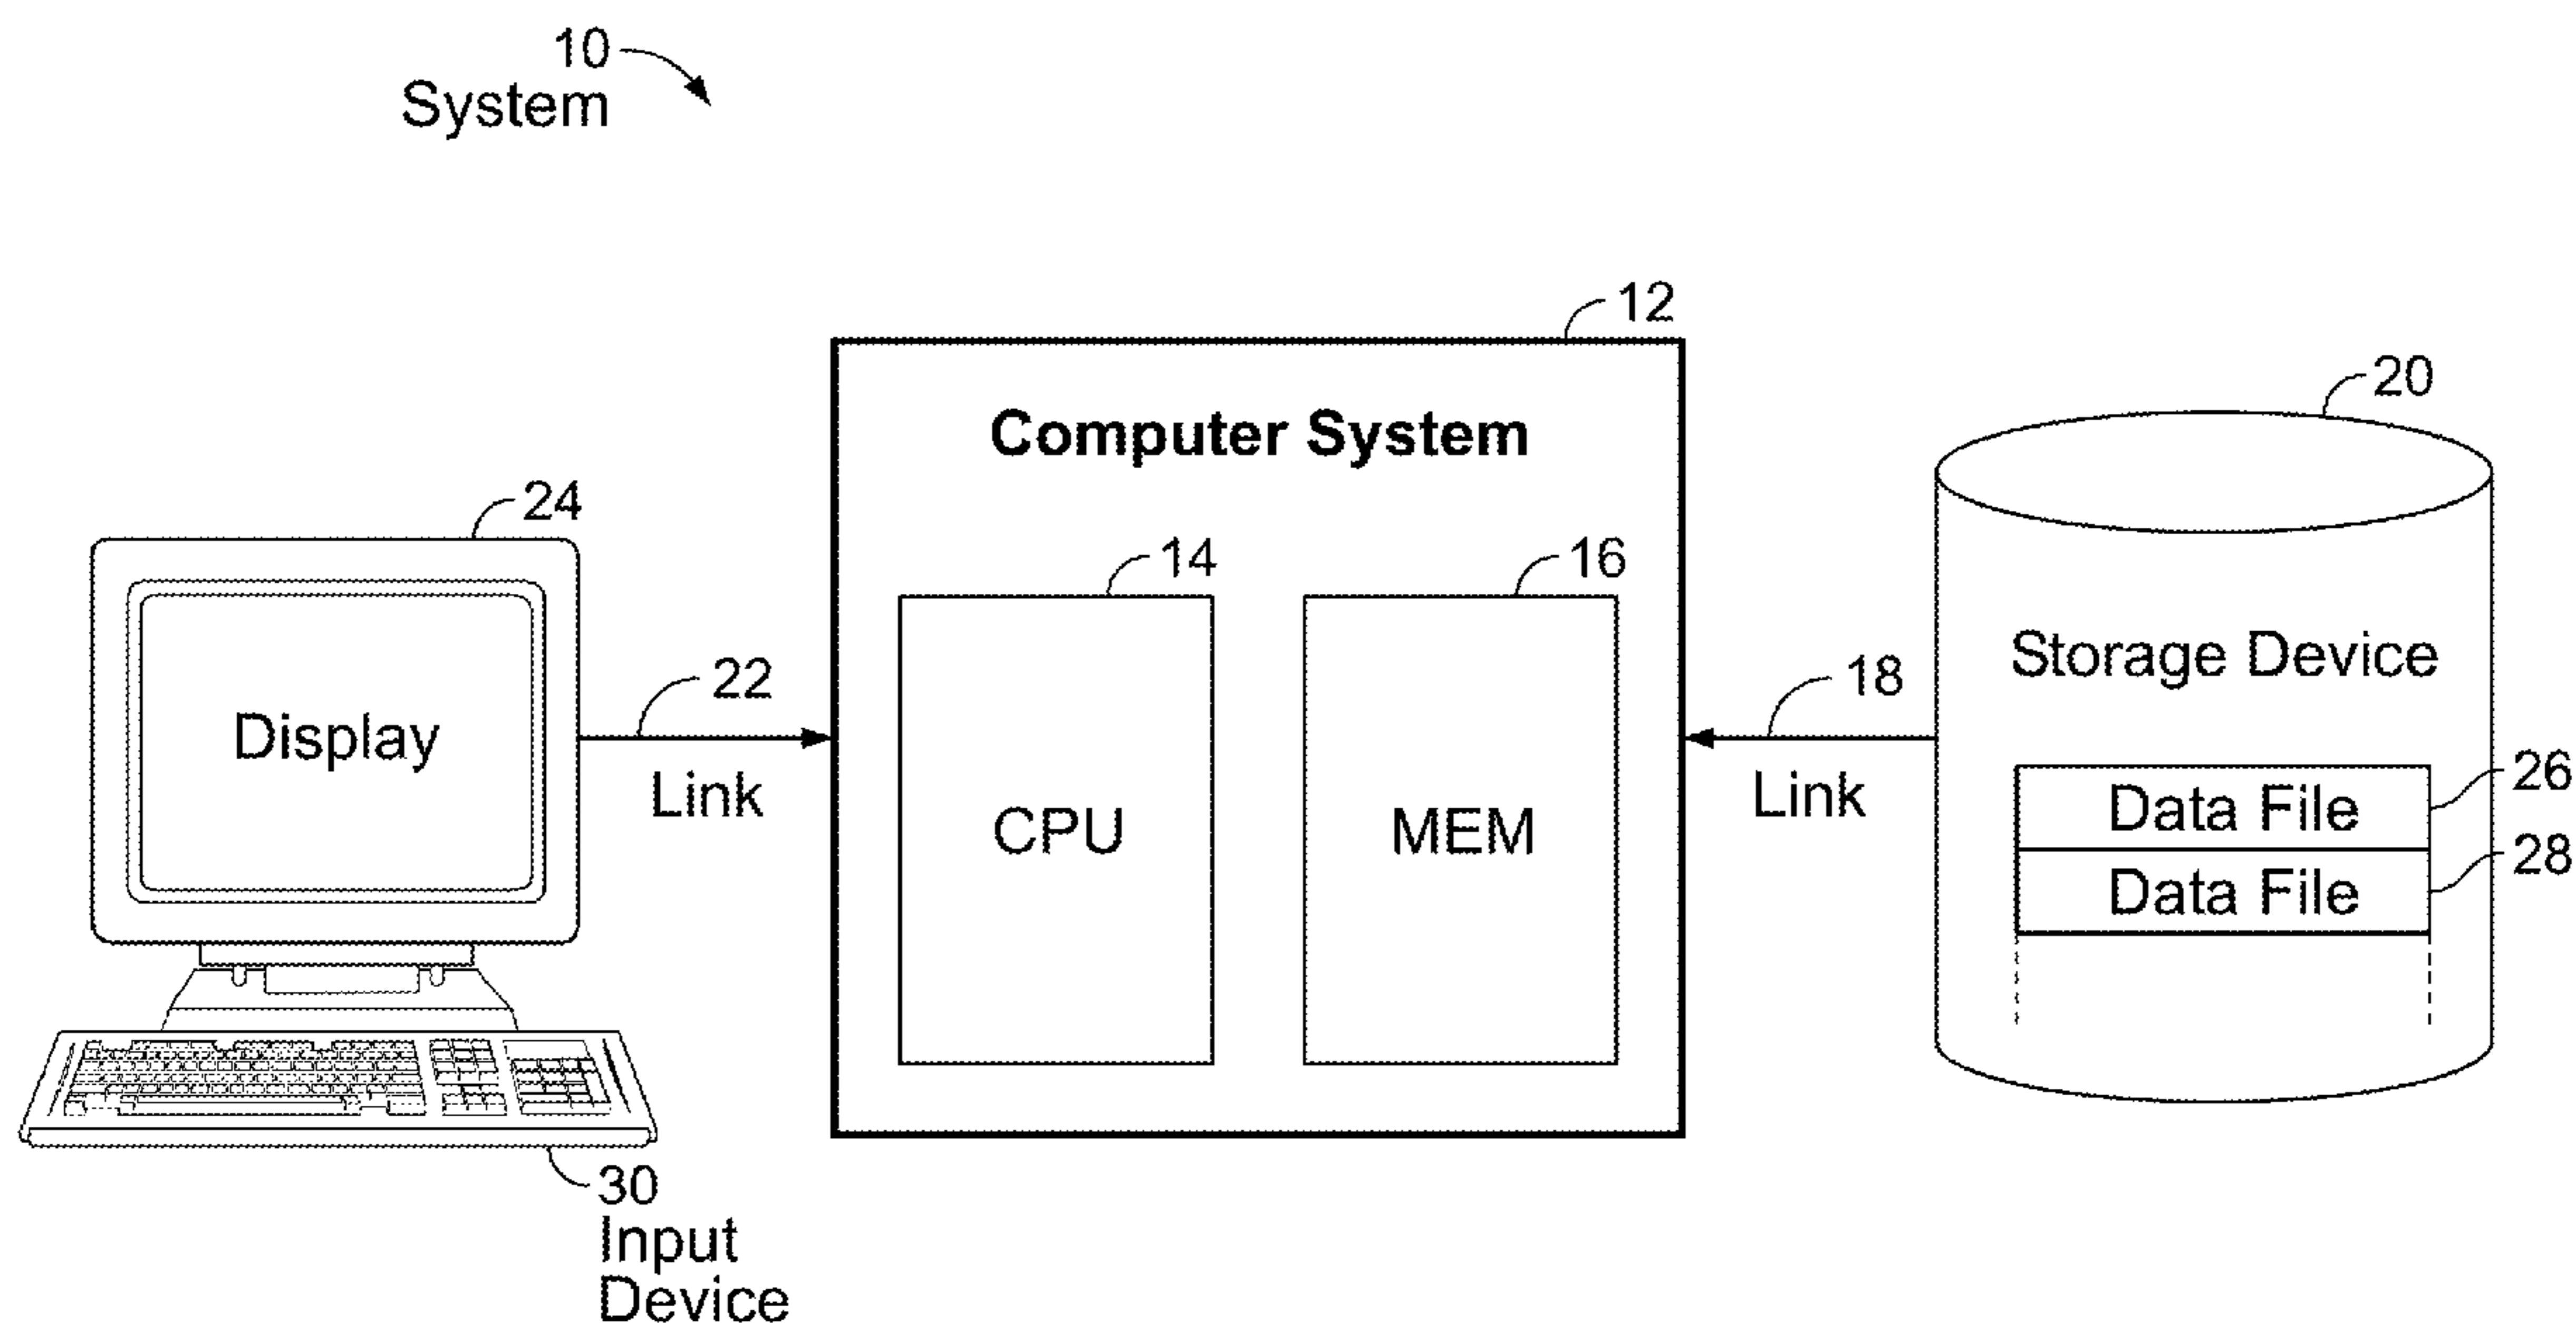 10
System
12
Computer System
20
24
14
16
Storage Device
22
18
Display
Link
Link
CPU
MEM
26
Data File
28
Data File
30
Input
Device